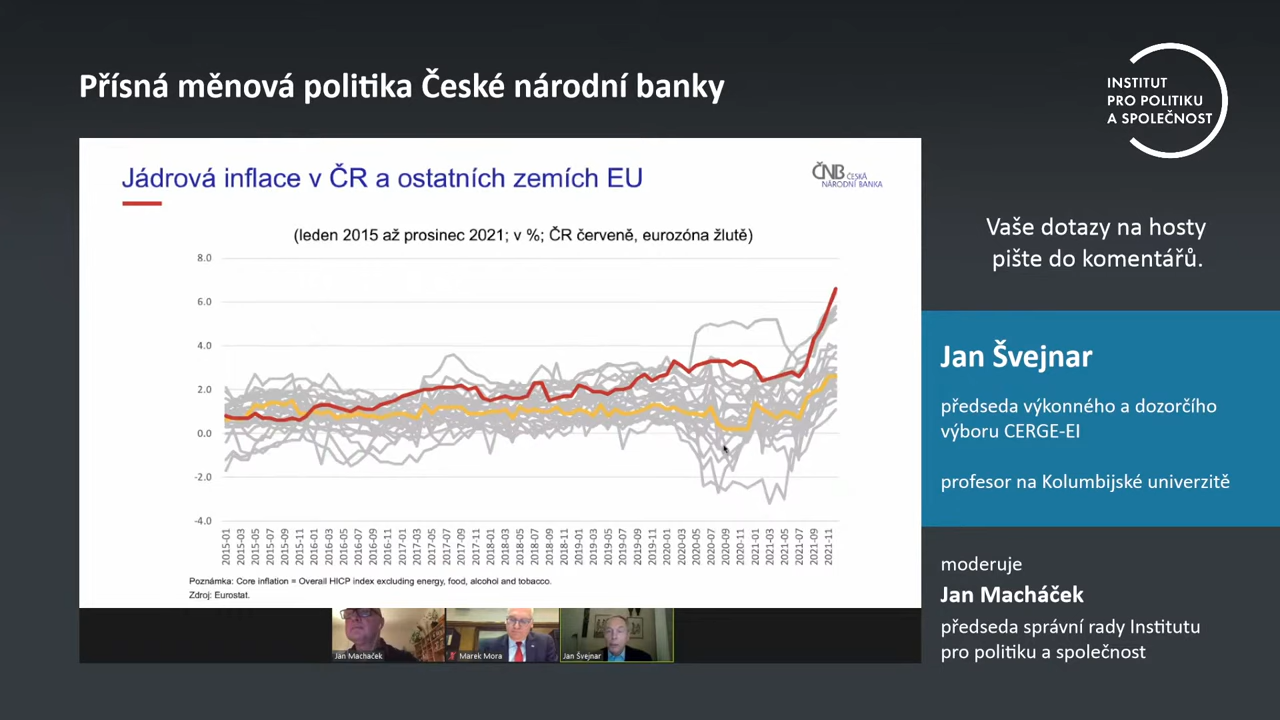 Přísná měnová politika České národní banky
INSTITUT
PRO POLITIKU
A SPOLEČNOST
Jádrová inflace v ČR a ostatních zemích EU
ČNB ČESKÁ
NÁRODNÍ BANKA
(leden 2015 až prosinec 2021; v %; ČR červeně, eurozóna žlutě)
8.0
6.0
4.0
2.0
0.0
-2.0
-4.0
2015-01
2015-03
2015-05
2015-07
2015-09
2015-11
2016-01
2016-03
2016-05
2016-07
2016-09
2016-11
2017-01
2017-03
2017-05
2017-07
2017-09
2017-11
2018-01
2018-03
2018-05
2018-07
2018-09
2018-11
2019-01
2019-03
2019-05
2019-07
2019-09
2019-11
2020-01
2020-03
2020-05
2020-07
2020-09
2020-11
2021-01
2021-03
2021-05
2021-07
2021-09
2021-11
Poznámka: Core inflation = Overall HICP index excluding energy, food, alcohol and tobacco.
Zdroj: Eurostat.
Jan Macháček
Marek Mora
Jan Švejnar
Vaše dotazy na hosty
pište do komentářů.
Jan Švejnar
předseda výkonného a dozorčího
výboru CERGE-EI
profesor na Kolumbijské univerzitě
moderuje
Jan Macháček
předseda správní rady Institutu
pro politiku a společnost